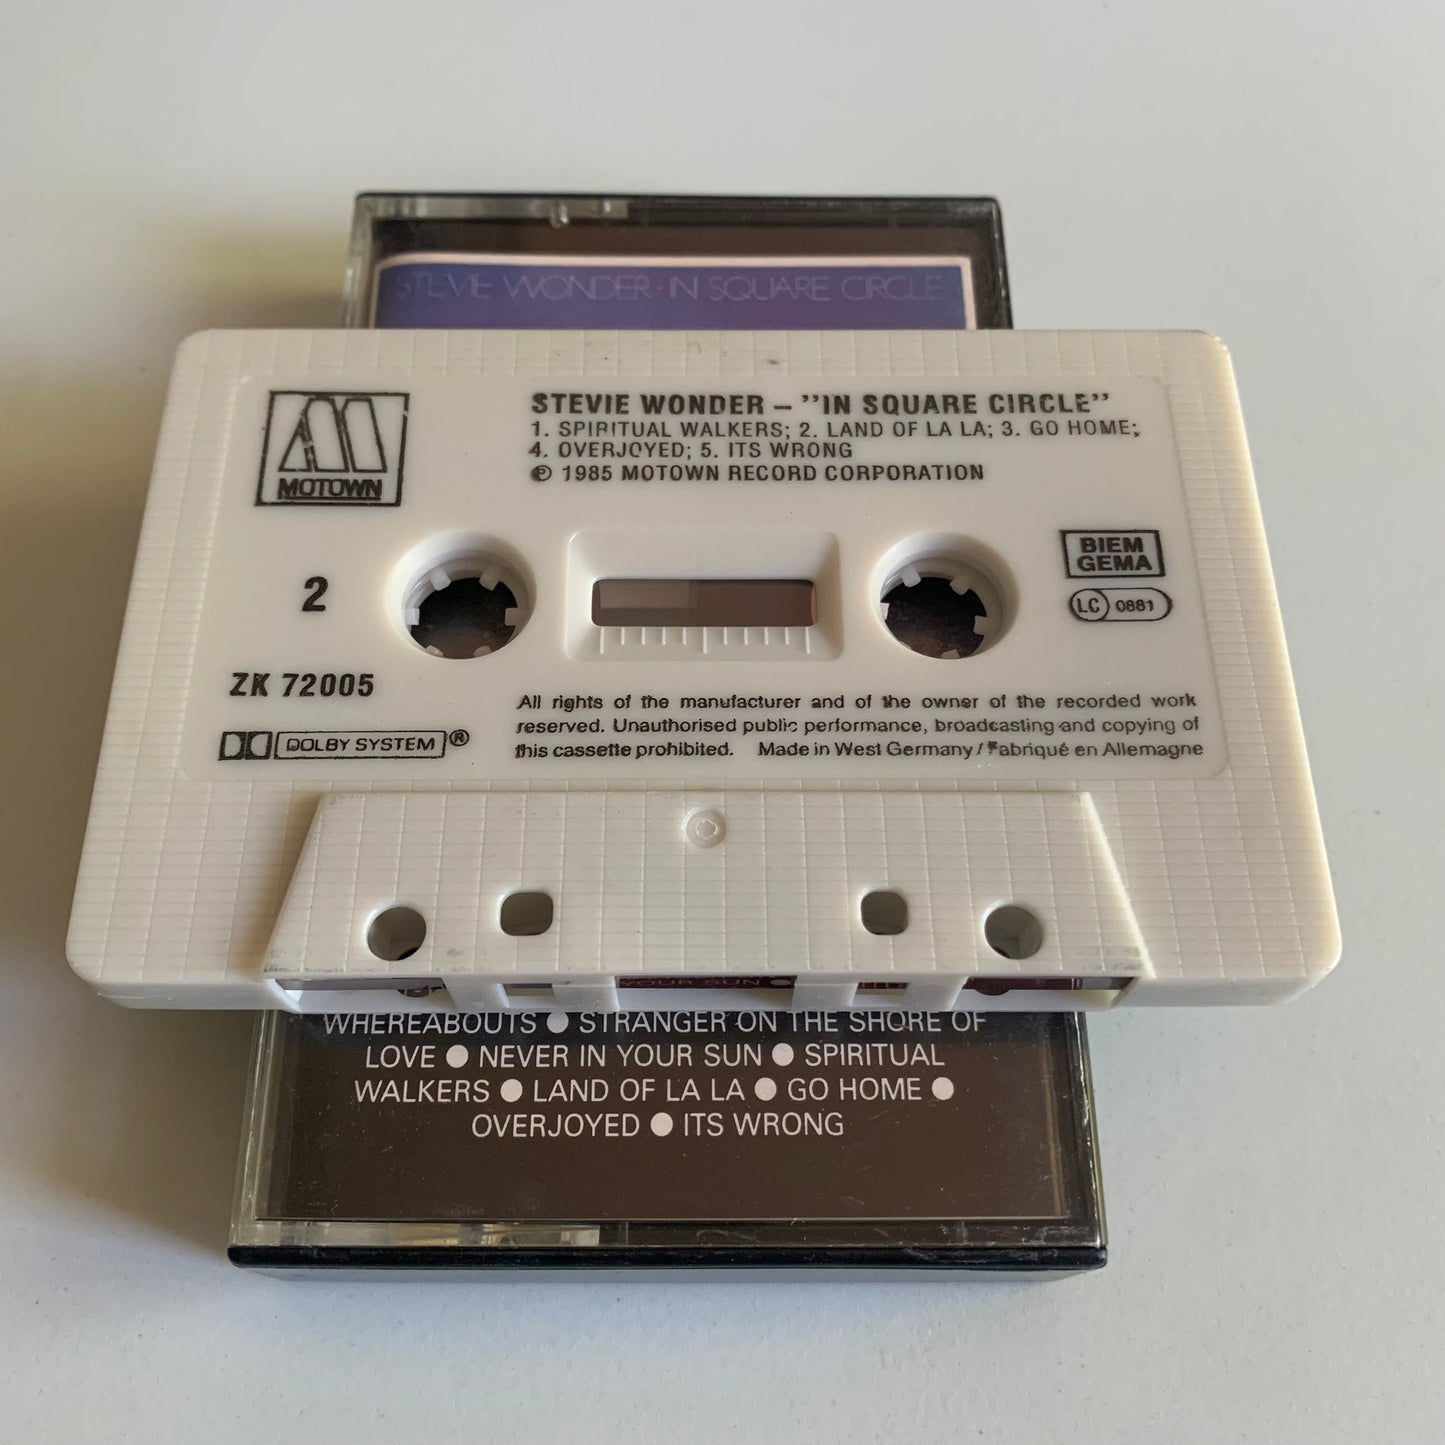 STEVIE WONDER · IN SQUARE CIRCLE
MOTOWN
STEVIE WONDER – "IN SQUARE CIRCLE"
1. SPIRITUAL WALKERS; 2. LAND OF LA LA; 3. GO HOME;
4. OVERJOYED; 5. ITS WRONG
℗ 1985 MOTOWN RECORD CORPORATION
2
BIEM
GEMA
LC 0881
ZK 72005
DOLBY SYSTEM ®
All rights of the manufacturer and of the owner of the recorded work
reserved. Unauthorised public performance, broadcasting and copying of
this cassette prohibited. Made in West Germany / Fabriqué en Allemagne
YOUR SUN ●
WHEREABOUTS ● STRANGER ON THE SHORE OF
LOVE ● NEVER IN YOUR SUN ● SPIRITUAL
WALKERS ● LAND OF LA LA ● GO HOME ●
OVERJOYED ● ITS WRONG